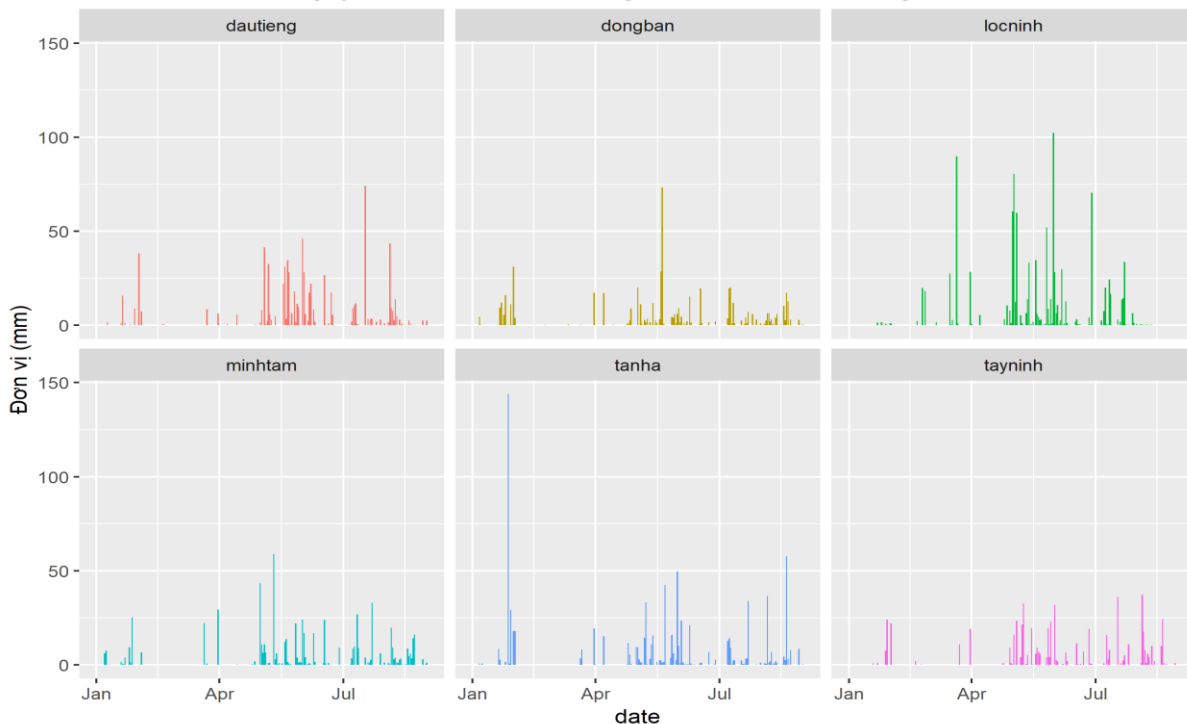 dautieng dongban locninh
150
100
50
0
minhtam tanha tayninh
150
100
50
0
Jan Apr Jul Jan Apr Jul Jan Apr Jul
date
Đơn vị (mm)